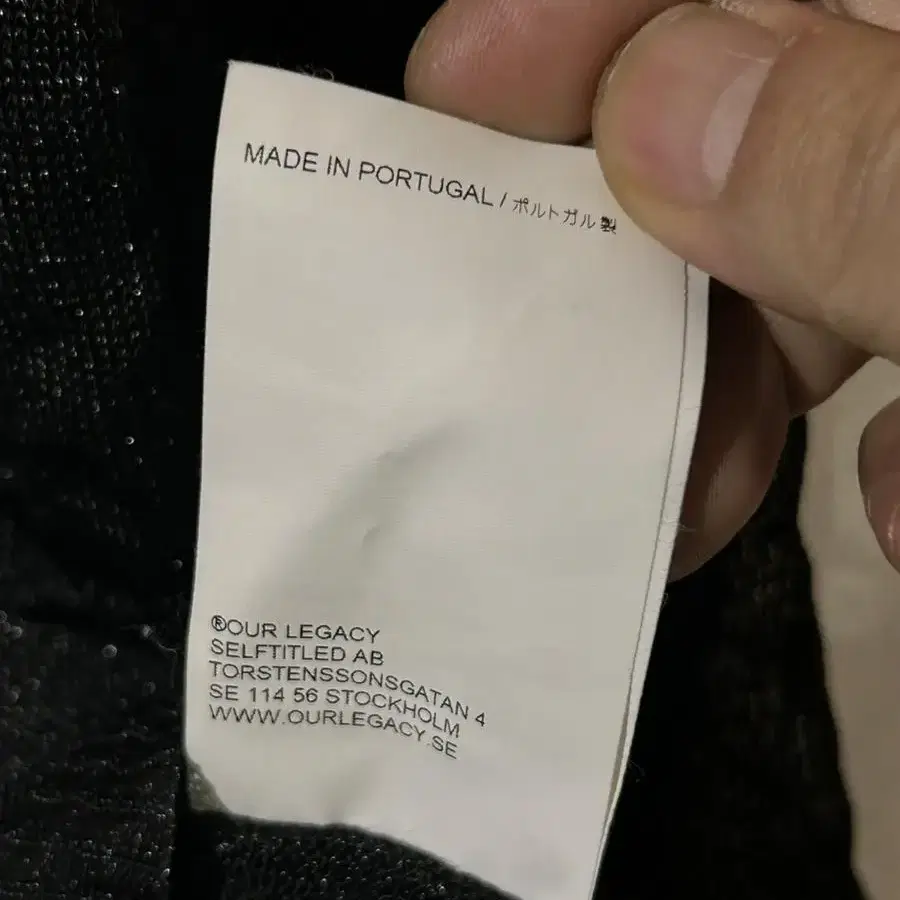 MADE IN PORTUGAL / ポルトガル製
®OUR LEGACY
SELFTITLED AB
TORSTENSSONSGATAN 4
SE 114 56 STOCKHOLM
WWW.OURLEGACY.SE